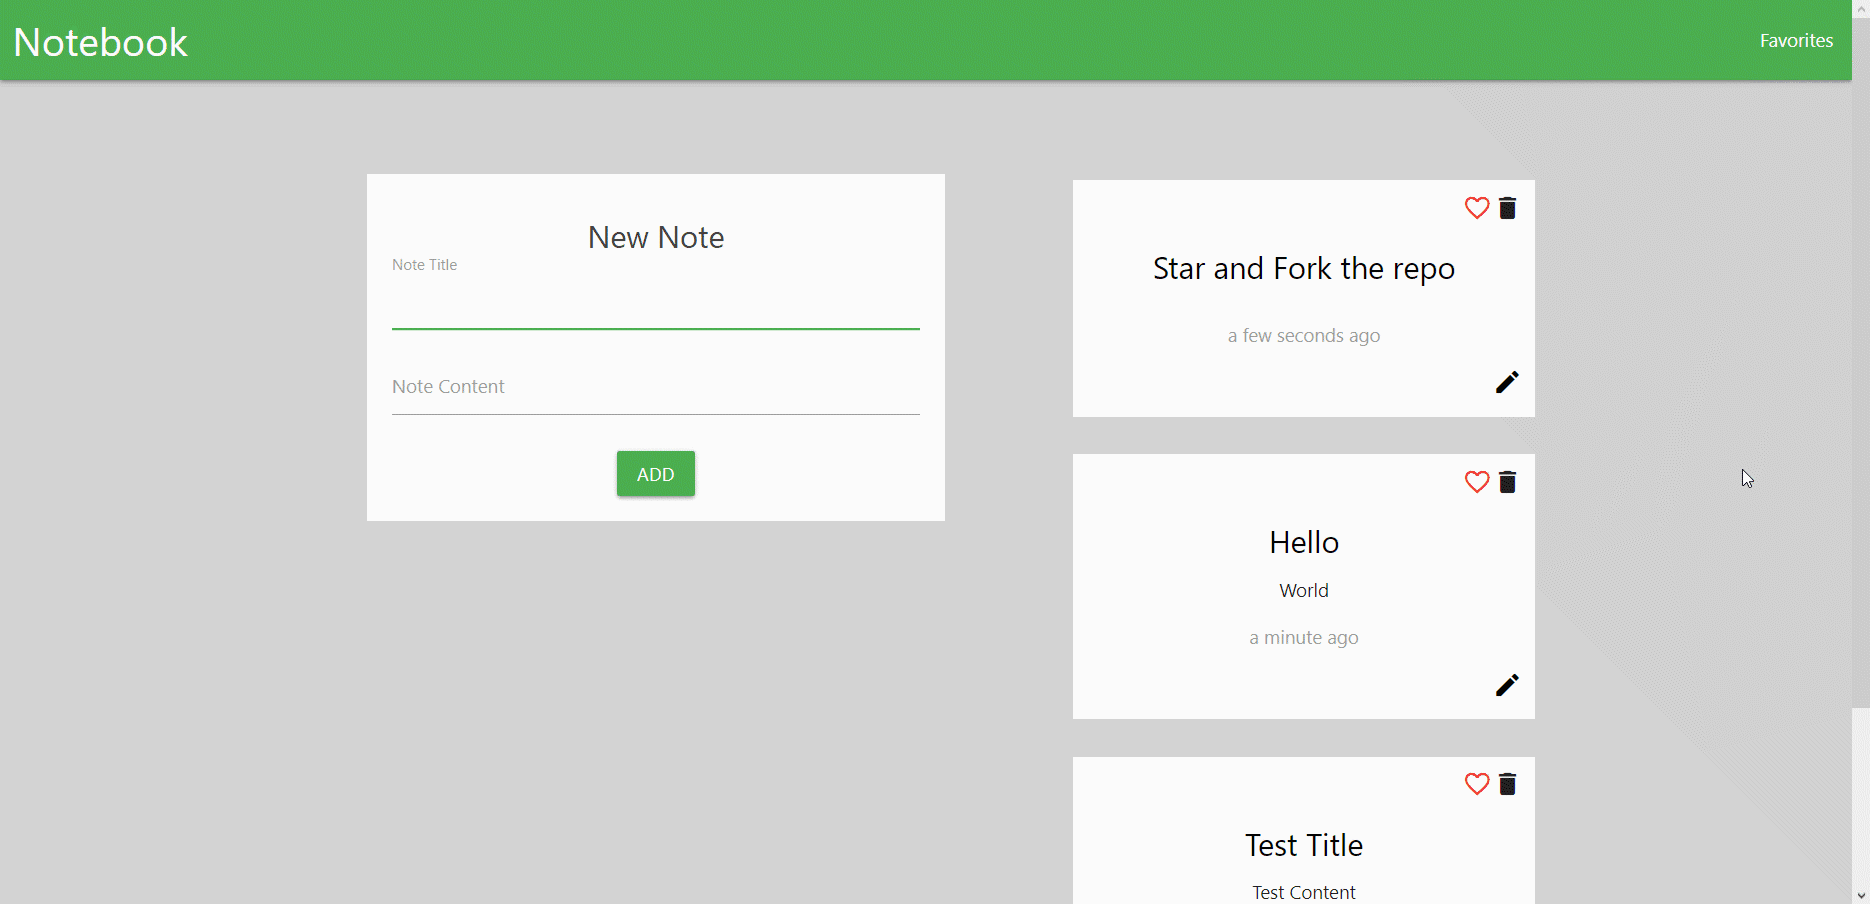 Notebook
Favorites
New Note
Note Title
Note Content
ADD
Star and Fork the repo
a few seconds ago
Hello
World
a minute ago
Test Title
Test Content